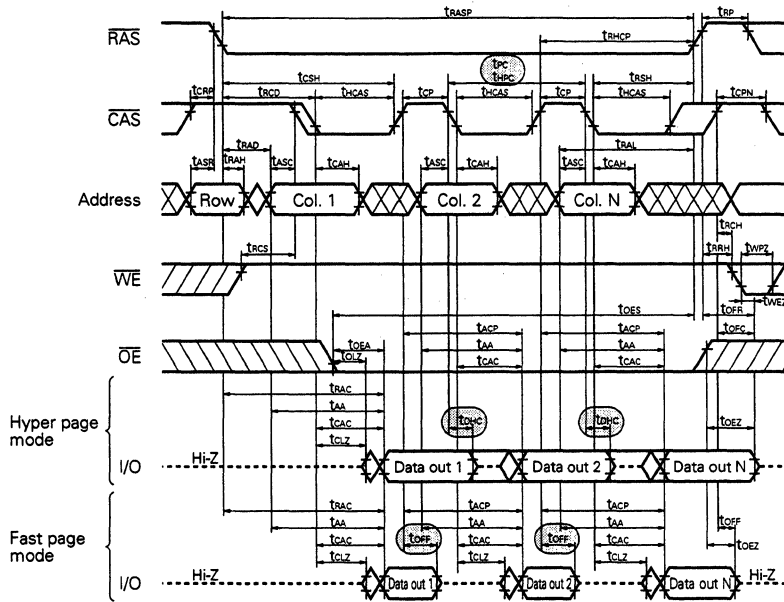 tRASP tRP
RAS
tRHCP
tPC
tHPC
tCSH tRSH
tCRP tRCD tHCAS tCP tHCAS tCP tHCAS tCPN
CAS
tRAD tRAL
tASR tRAH tASC tCAH tASC tCAH tASC tCAH
Address Row Col. 1 Col. 2 Col. N
tRCH
tRCS tRRH tWPZ
WE
tWEZ
tOES tOFR
tACP tACP tOFC
tOEA tAA tAA
OE
tOLZ tCAC tCAC
tRAC
tAA
Hyper page
mode
tCAC tDHC tDHC
tCLZ tOEZ
I/O Hi-Z Data out 1 Data out 2 Data out N
tRAC tACP tACP
Fast page
mode
tAA tAA tAA tOFF
tCAC tOFF tCAC tOFF tCAC tOEZ
tCLZ tCLZ tCLZ
I/O Hi-Z Data out 1 Data out 2 Data out N Hi-Z